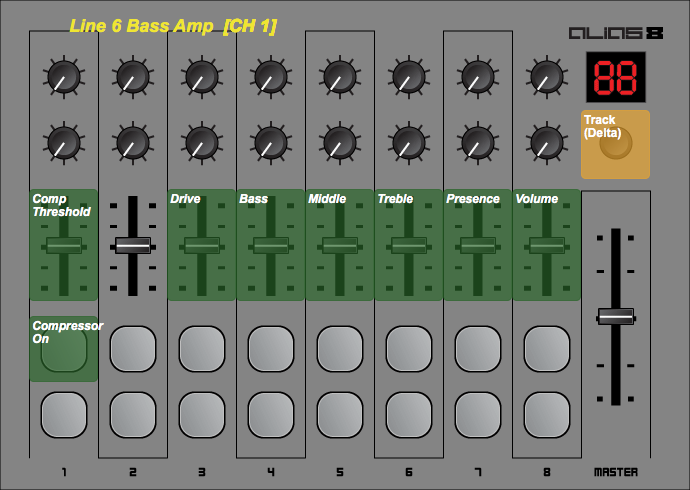 Line 6 Bass Amp [CH 1]
alias 8
88
Track
(Delta)
Comp
Threshold
Drive
Bass
Middle
Treble
Presence
Volume
Compressor
On
1 2 3 4 5 6 7 8 MASTER